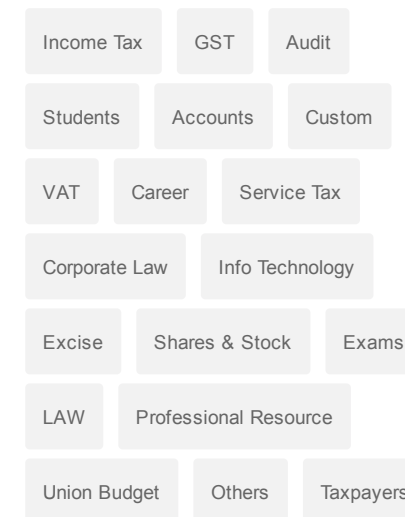 Income Tax GST Audit
Students Accounts Custom
VAT Career Service Tax
Corporate Law Info Technology
Excise Shares & Stock Exams
LAW Professional Resource
Union Budget Others Taxpayers